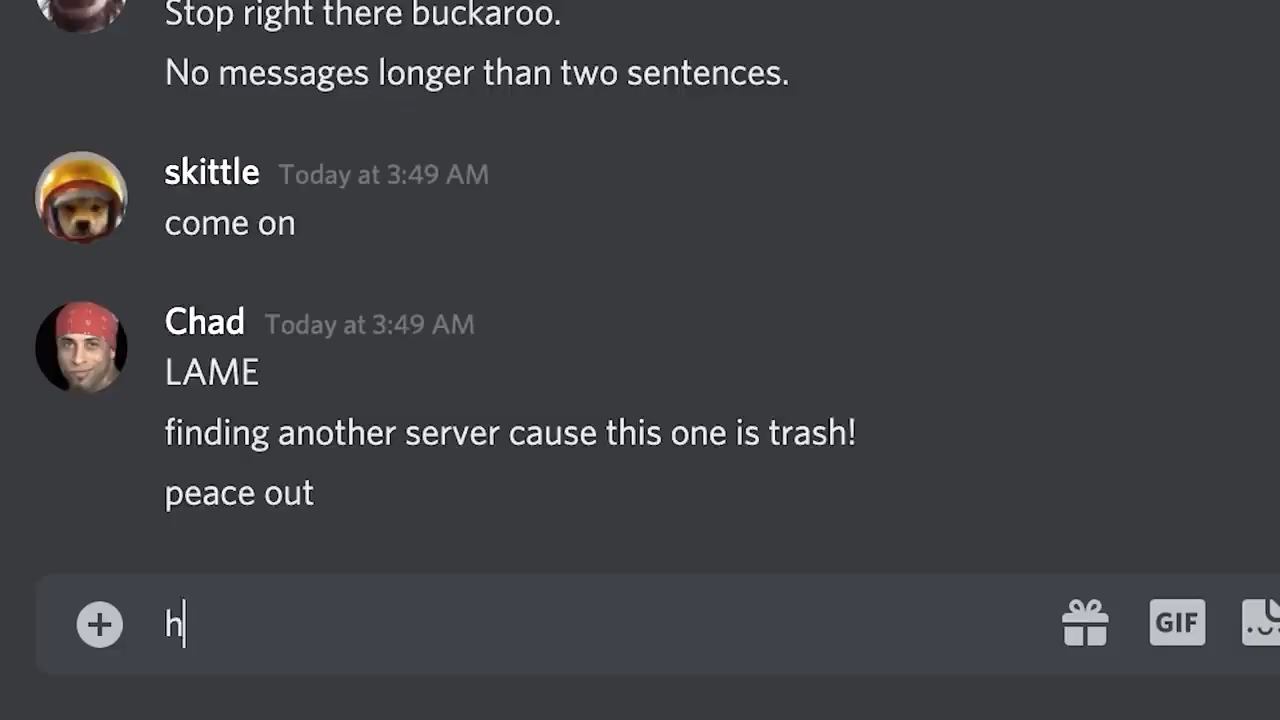 Stop right there buckaroo.
No messages longer than two sentences.
skittle Today at 3:49 AM
come on
Chad Today at 3:49 AM
LAME
finding another server cause this one is trash!
peace out
h
GIF